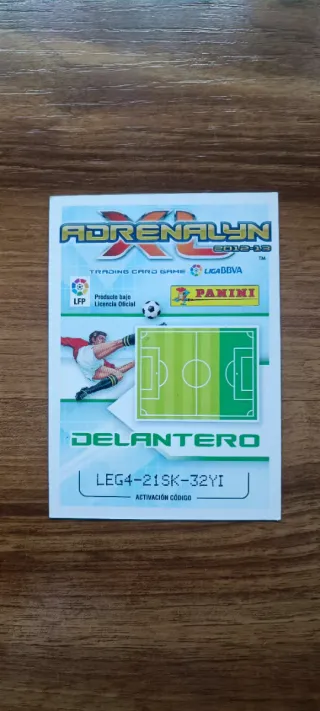 ADRENALYN
XL
2012-13
TM
TRADING CARD GAME LIGA BBVA
LFP
Producto bajo
Licencia Oficial
PANINI
DELANTERO
LEG4-21SK-32YI
ACTIVACIÓN CÓDIGO